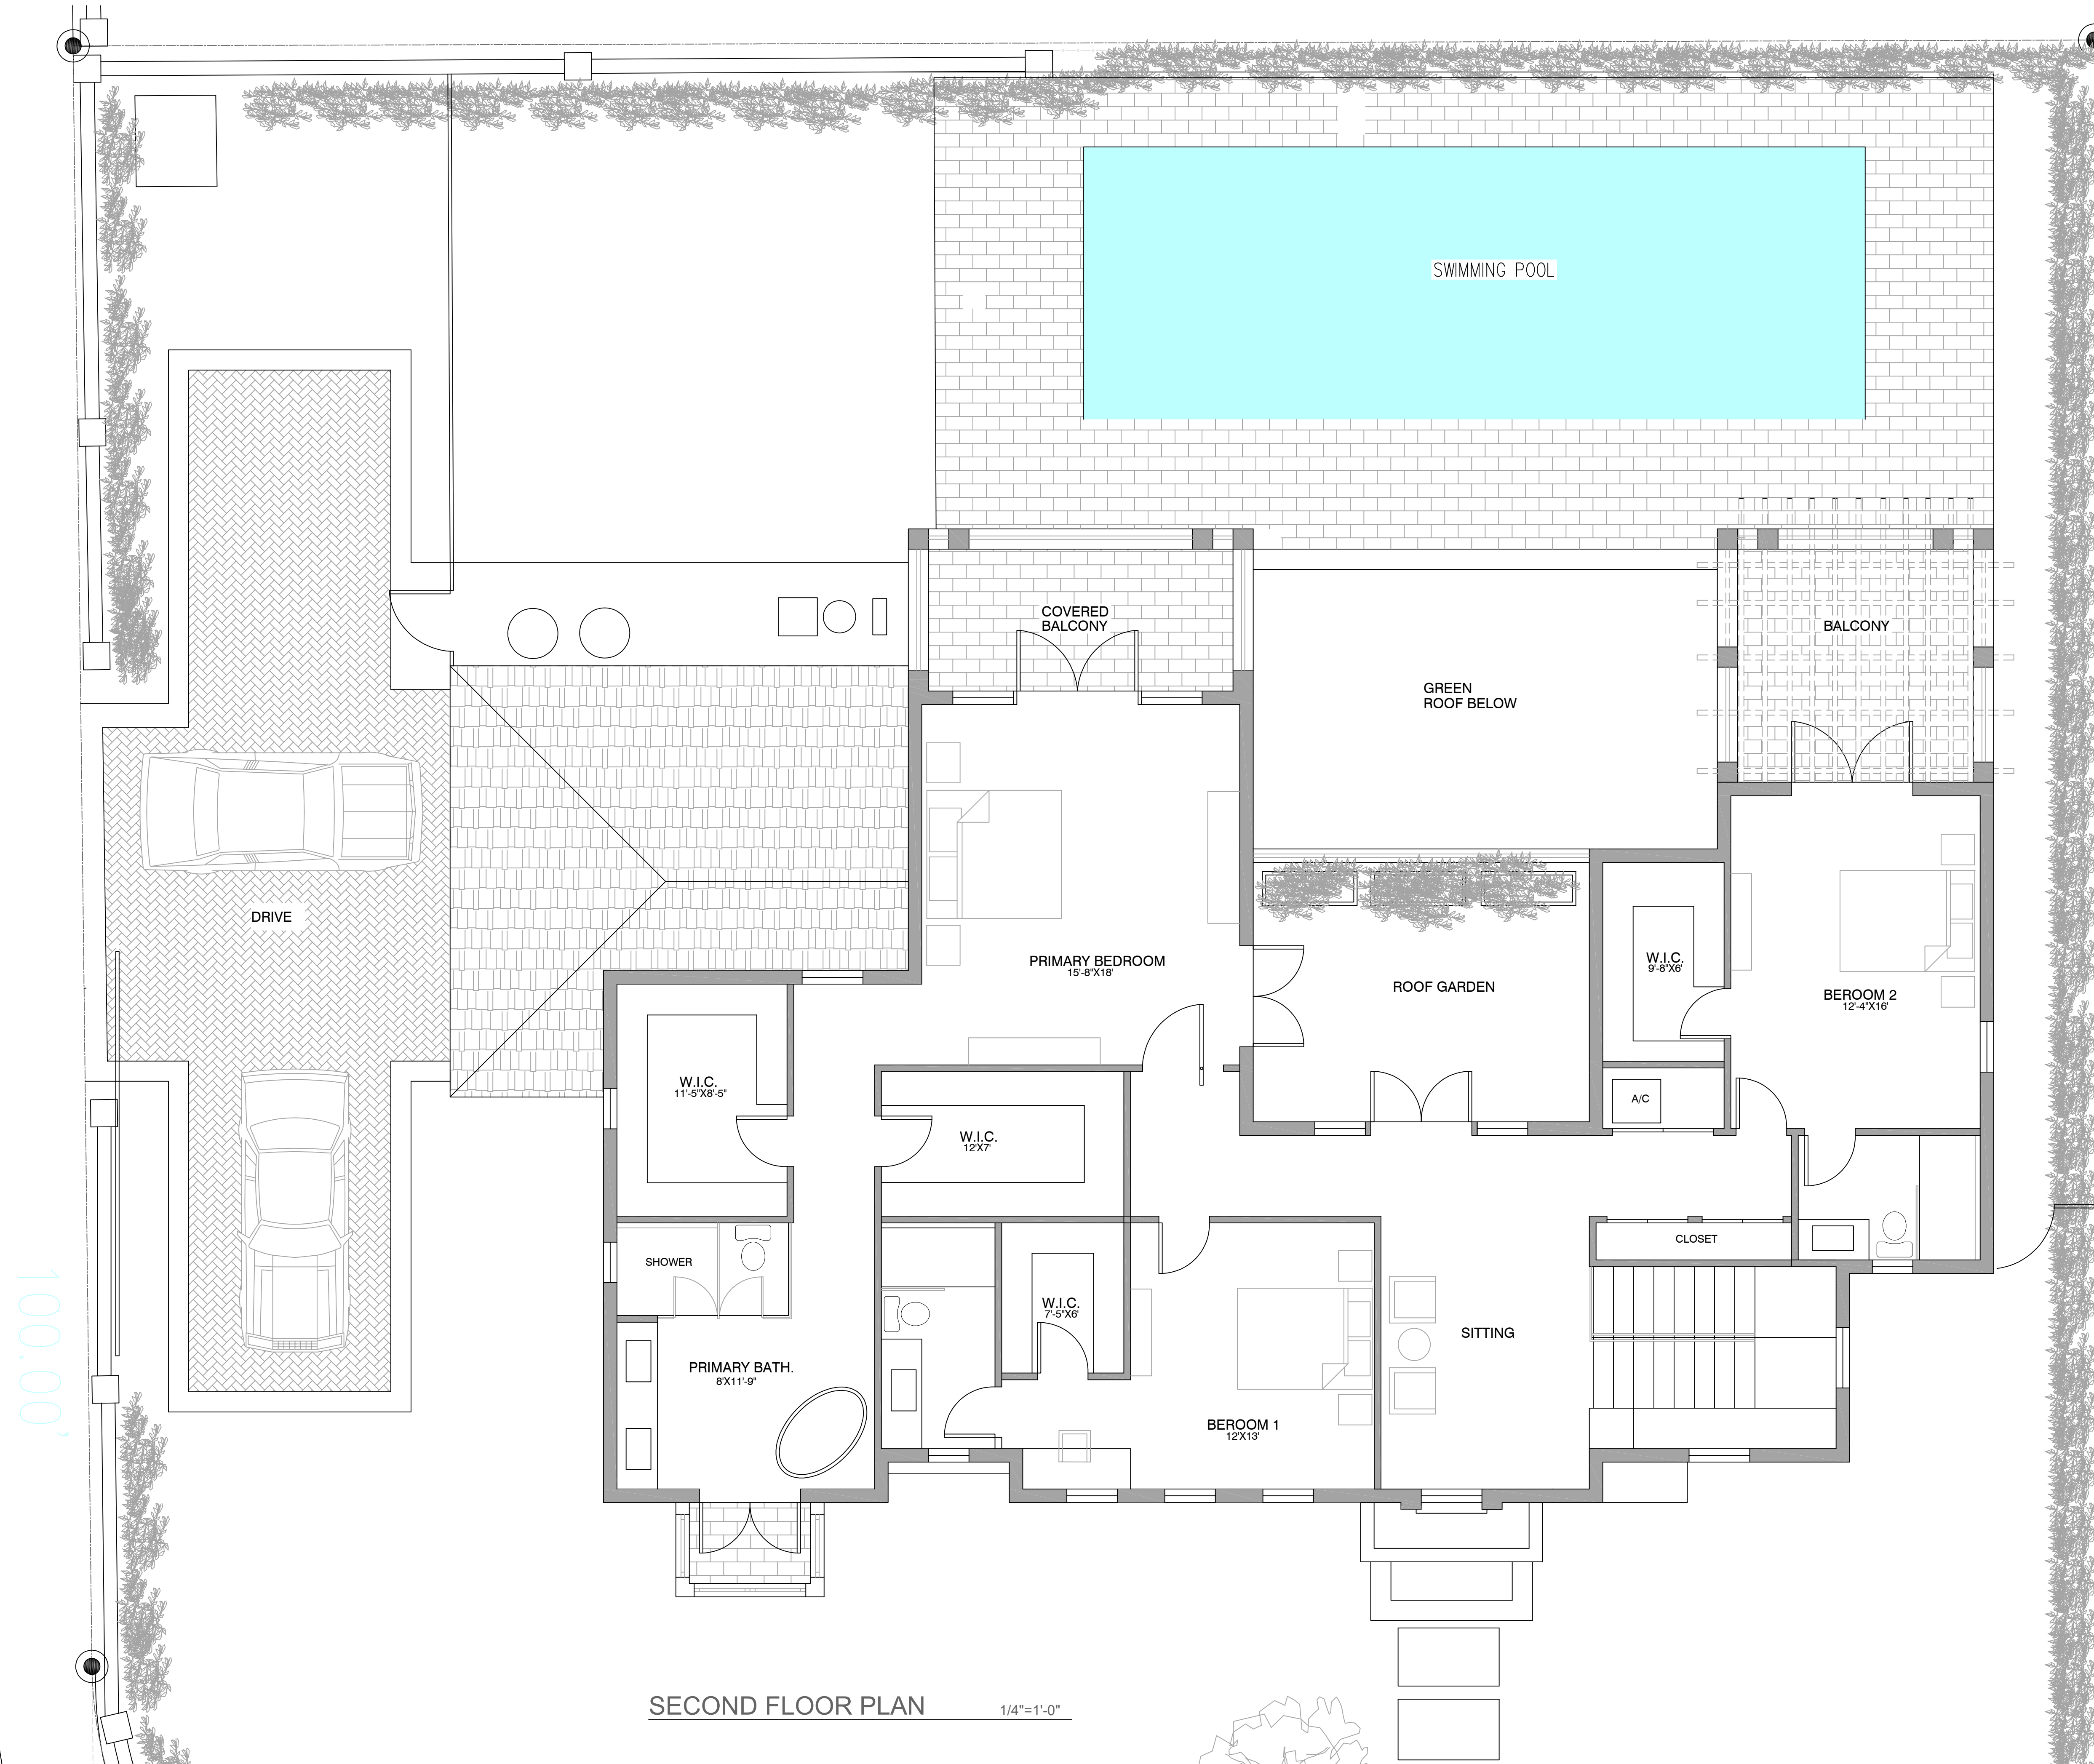 SWIMMING POOL
COVERED
BALCONY
BALCONY
GREEN
ROOF BELOW
DRIVE
PRIMARY BEDROOM
15'-8"X18'
W.I.C.
9'-8"X6'
ROOF GARDEN
BEROOM 2
12'-4"X16'
W.I.C.
11'-5"X8'-5"
A/C
W.I.C.
12'X7'
CLOSET
SHOWER
W.I.C.
7'-5"X6'
SITTING
PRIMARY BATH.
8'X11'-9"
BEROOM 1
12'X13'
100.00'
SECOND FLOOR PLAN 1/4"=1'-0"